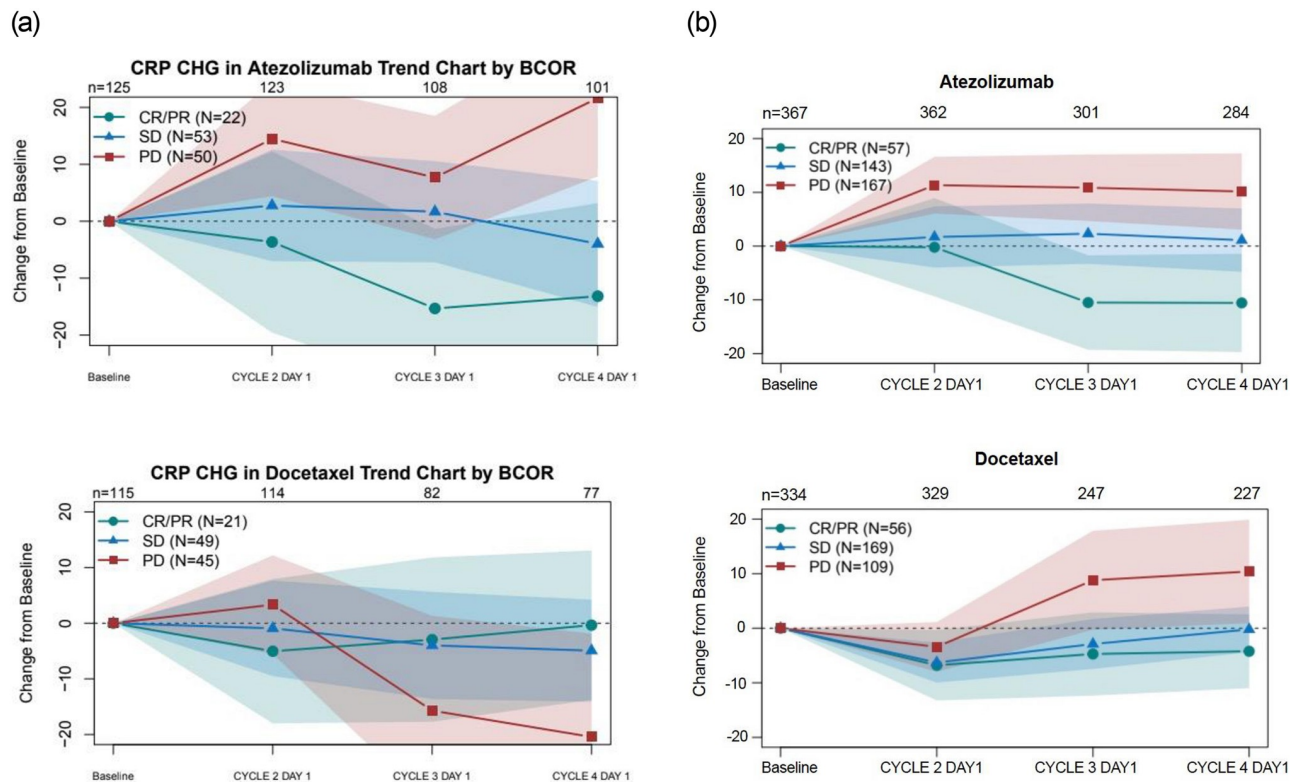 (a)
CRP CHG in Atezolizumab Trend Chart by BCOR
n=125 123 108 101
20
10
0
-10
-20
Change from Baseline
CR/PR (N=22)
SD (N=53)
PD (N=50)
Baseline CYCLE 2 DAY 1 CYCLE 3 DAY 1 CYCLE 4 DAY 1
CRP CHG in Docetaxel Trend Chart by BCOR
n=115 114 82 77
20
10
0
-10
-20
Change from Baseline
CR/PR (N=21)
SD (N=49)
PD (N=45)
Baseline CYCLE 2 DAY 1 CYCLE 3 DAY 1 CYCLE 4 DAY 1
(b)
Atezolizumab
n=367 362 301 284
20
10
0
-10
-20
Change from Baseline
CR/PR (N=57)
SD (N=143)
PD (N=167)
Baseline CYCLE 2 DAY1 CYCLE 3 DAY1 CYCLE 4 DAY1
Docetaxel
n=334 329 247 227
20
10
0
-10
-20
Change from Baseline
CR/PR (N=56)
SD (N=169)
PD (N=109)
Baseline CYCLE 2 DAY1 CYCLE 3 DAY1 CYCLE 4 DAY1